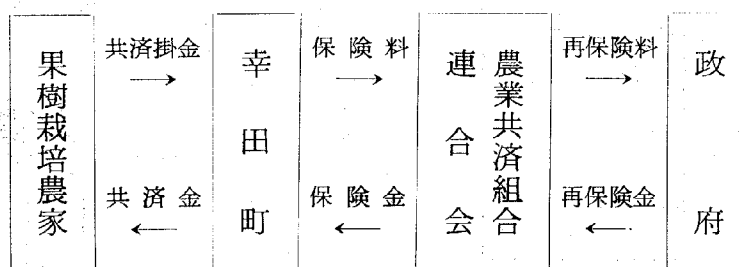 果樹栽培農家
共済掛金
→
共済金
←
幸田町
保険料
→
保険金
←
農業共済組合
連合会
再保険料
→
再保険金
←
政府